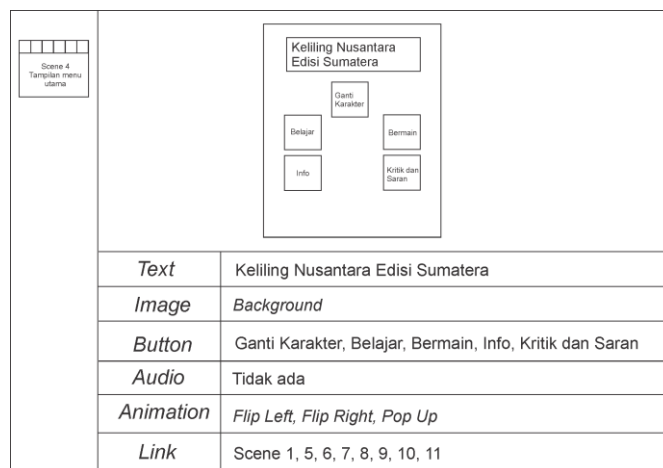 Scene 4
Tampilan menu
utama
Keliling Nusantara
Edisi Sumatera
Ganti
Karakter
Belajar
Bermain
Info
Kritik dan
Saran
Text
Keliling Nusantara Edisi Sumatera
Image
Background
Button
Ganti Karakter, Belajar, Bermain, Info, Kritik dan Saran
Audio
Tidak ada
Animation
Flip Left, Flip Right, Pop Up
Link
Scene 1, 5, 6, 7, 8, 9, 10, 11